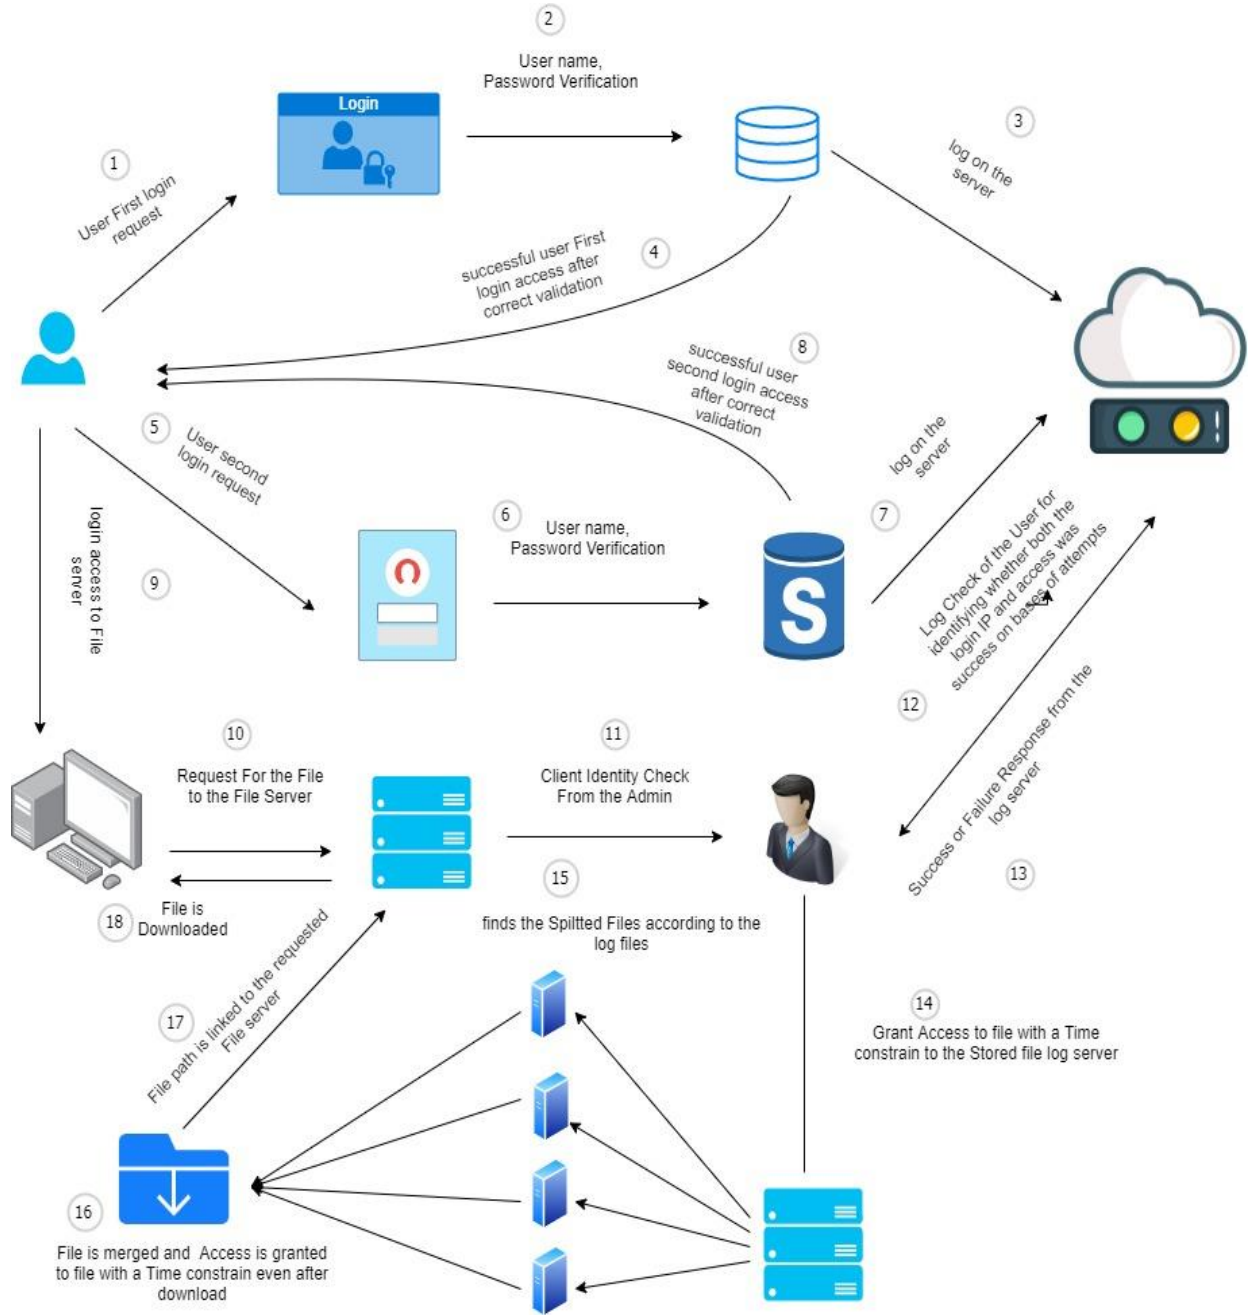 2
User name,
Password Verification
Login
3
log on the
server
1
User First login
request
4
successful user First
login access after
correct validation
8
successful user
second login access
after correct
validation
5
User second
login request
7
log on the
server
6
User name,
Password Verification
S
login access to File
server
9
Log Check of the User for
identifying whether both the
login IP and access was
success on bases of attempts
12
Success or Failure Response from the
log server
13
10
Request For the File
to the File Server
11
Client Identity Check
From the Admin
18
File is
Downloaded
15
finds the Spiltted Files according to the
log files
17
File path is linked to the requested
File server
14
Grant Access to file with a Time
constrain to the Stored file log server
16
File is merged and Access is granted
to file with a Time constrain even after
download